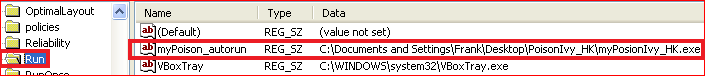 OptimalLayout
policies
Reliability
Run
RunOnce
Name Type Data
(Default) REG_SZ (value not set)
myPoison_autorun REG_SZ C:\Documents and Settings\Frank\Desktop\PoisonIvy_HK\myPosionIvy_HK.exe
VBoxTray REG_SZ C:\WINDOWS\system32\VBoxTray.exe